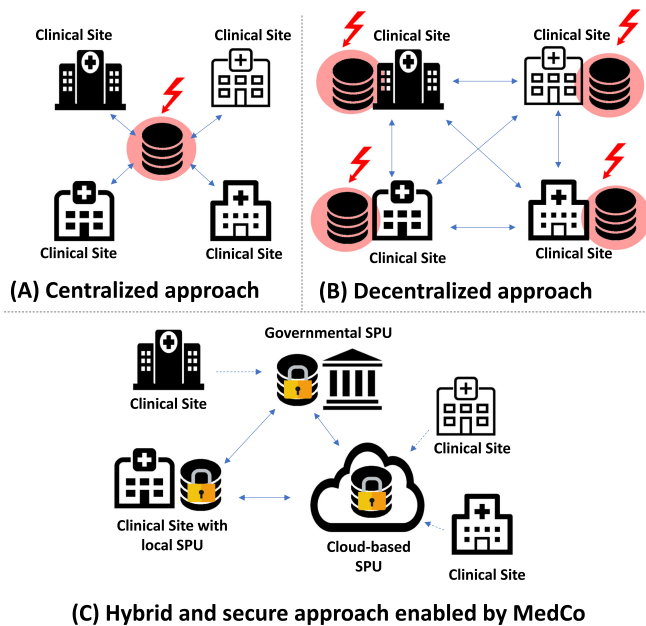 Clinical Site
Clinical Site
Clinical Site
Clinical Site
(A) Centralized approach
Clinical Site
Clinical Site
Clinical Site
Clinical Site
(B) Decentralized approach
Governmental SPU
Clinical Site
Clinical Site
Clinical Site with
local SPU
Cloud-based
SPU
Clinical Site
(C) Hybrid and secure approach enabled by MedCo